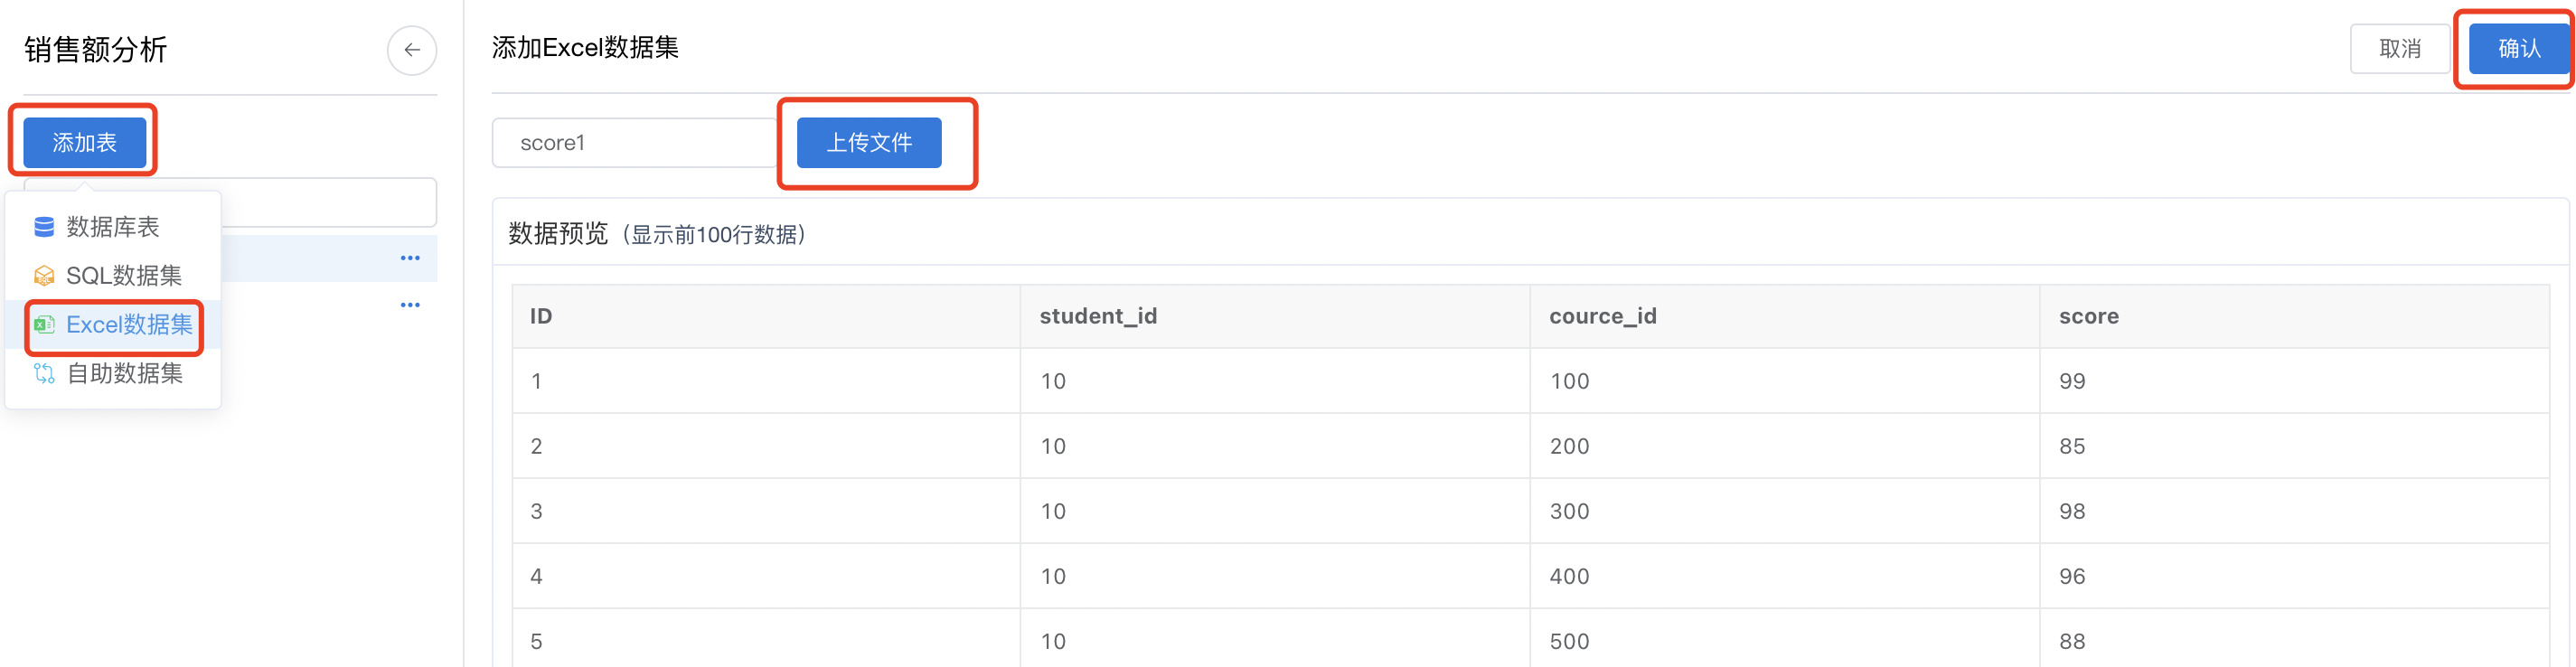 销售额分析
添加表
数据库表
SQL数据集
Excel数据集
自助数据集
添加Excel数据集
取消
确认
score1
上传文件
数据预览（显示前100行数据）
ID student_id cource_id score
1 10 100 99
2 10 200 85
3 10 300 98
4 10 400 96
5 10 500 88